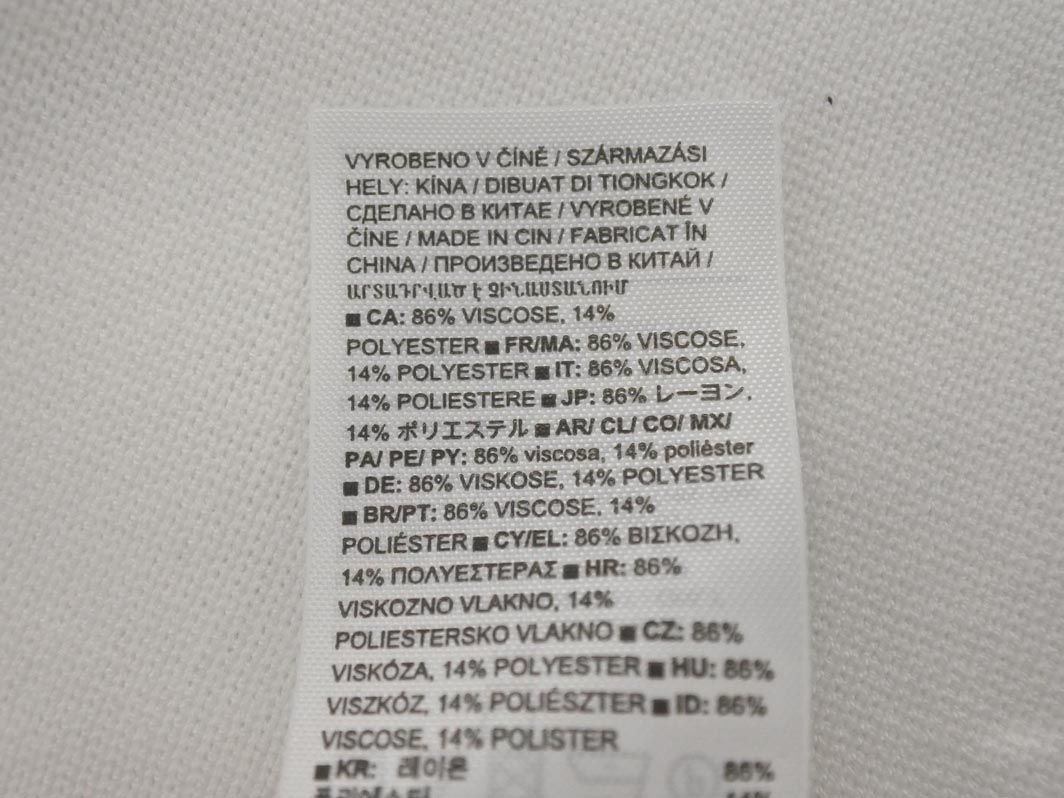 VYROBENO V ČÍNĚ / SZÁRMAZÁSI
HELY: KÍNA / DIBUAT DI TIONGKOK /
СДЕЛАНО В КИТАЕ / VYROBENÉ V
ČÍNE / MADE IN CIN / FABRICAT ÎN
CHINA / ПРОИЗВЕДЕНО В КИТАЙ /
ԱՐՏԱԴՐՎԱԾ Է ՉԻՆԱՍՏԱՆՈՒՄ
■ CA: 86% VISCOSE, 14%
POLYESTER ■ FR/MA: 86% VISCOSE,
14% POLYESTER ■ IT: 86% VISCOSA,
14% POLIESTERE ■ JP: 86% レーヨン,
14% ポリエステル ■ AR/ CL/ CO/ MX/
PA/ PE/ PY: 86% viscosa, 14% poliéster
■ DE: 86% VISKOSE, 14% POLYESTER
■ BR/PT: 86% VISCOSE, 14%
POLIÉSTER ■ CY/EL: 86% ΒΙΣΚΟΖΗ,
14% ΠΟΛΥΕΣΤΕΡΑΣ ■ HR: 86%
VISKOZNO VLAKNO, 14%
POLIESTERSKO VLAKNO ■ CZ: 86%
VISKÓZA, 14% POLYESTER ■ HU: 86%
VISZKÓZ, 14% POLIÉSZTER ■ ID: 86%
VISCOSE, 14% POLISTER
■ KR: 레이온 86%